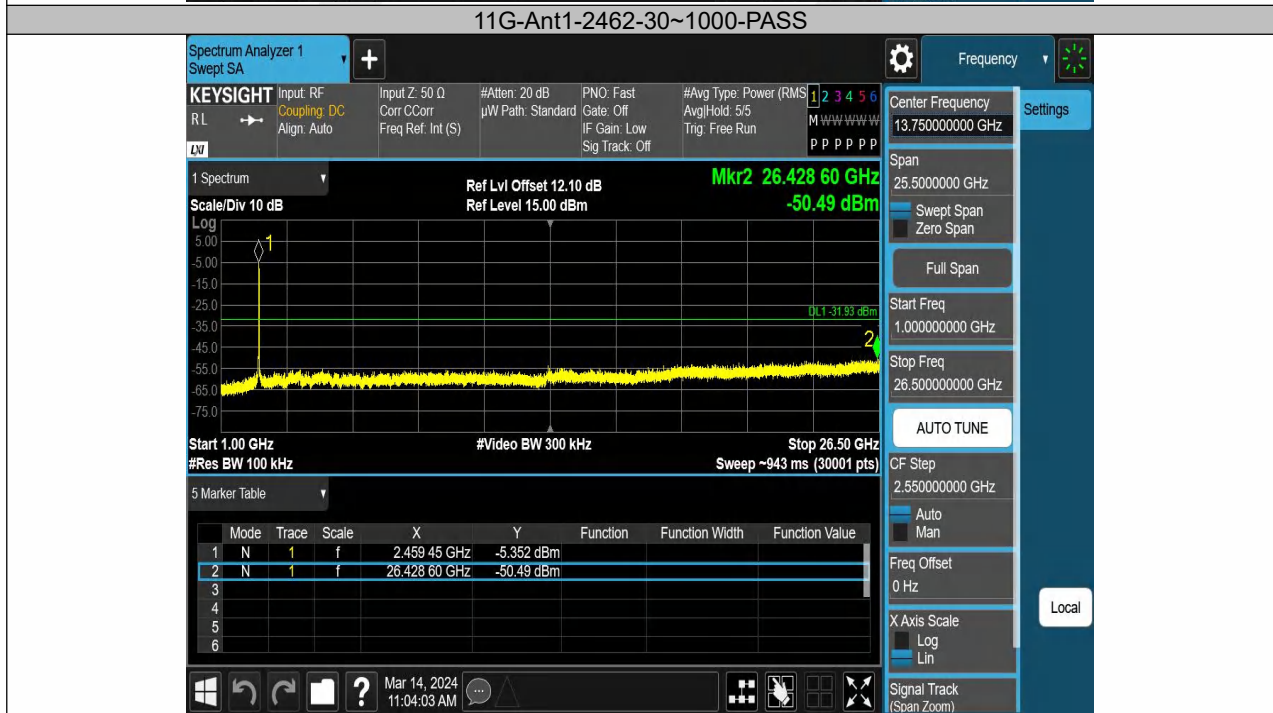 11G-Ant1-2462-30~1000-PASS
Spectrum Analyzer 1
Swept SA
+
Frequency
KEYSIGHT
RL
LXI
Input: RF
Coupling: DC
Align: Auto
Input Z: 50 Ω
Corr CCorr
Freq Ref: Int (S)
#Atten: 20 dB
µW Path: Standard
PNO: Fast
Gate: Off
IF Gain: Low
Sig Track: Off
#Avg Type: Power (RMS
Avg|Hold: 5/5
Trig: Free Run
1 2 3 4 5 6
M W W W W W
P P P P P P
Center Frequency
13.750000000 GHz
Settings
Span
25.5000000 GHz
Swept Span
Zero Span
Full Span
Start Freq
1.000000000 GHz
Stop Freq
26.500000000 GHz
AUTO TUNE
CF Step
2.550000000 GHz
Auto
Man
Freq Offset
0 Hz
X Axis Scale
Log
Lin
Signal Track
(Span Zoom)
Local
1 Spectrum
Scale/Div 10 dB
Ref Lvl Offset 12.10 dB
Ref Level 15.00 dBm
Mkr2 26.428 60 GHz
-50.49 dBm
Log
5.00
-5.00
-15.0
-25.0
-35.0
-45.0
-55.0
-65.0
-75.0
1
DL1 -31.93 dBm
2
Start 1.00 GHz
#Video BW 300 kHz
Stop 26.50 GHz
#Res BW 100 kHz
Sweep ~943 ms (30001 pts)
5 Marker Table
Mode Trace Scale X Y Function Function Width Function Value
1 N 1 f 2.459 45 GHz -5.352 dBm
2 N 1 f 26.428 60 GHz -50.49 dBm
3
4
5
6
?
Mar 14, 2024
11:04:03 AM